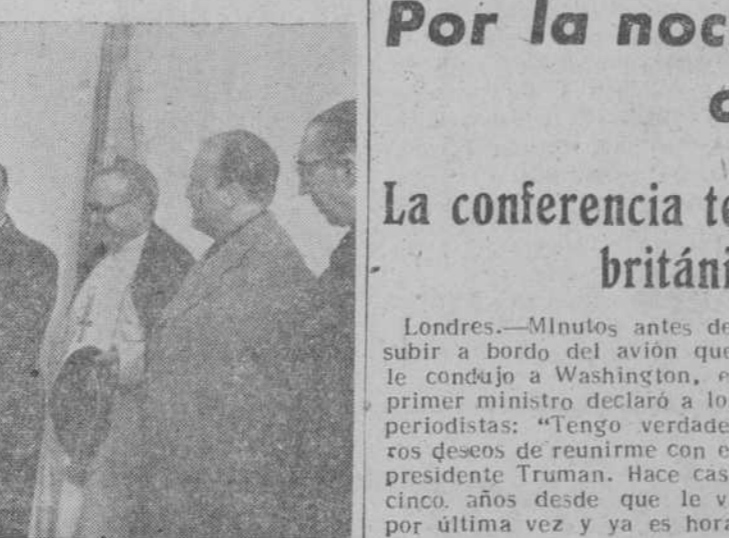 Por la noc
La conferencia te
británi
Londres.—Minutos antes de
subir a bordo del avión que
le condujo a Washington, e
primer ministro declaró a lo
periodistas: “Tengo verdade
ros deseos de reunirme con e
presidente Truman. Hace cas
cinco. años desde que le v
por última vez y ya es hora